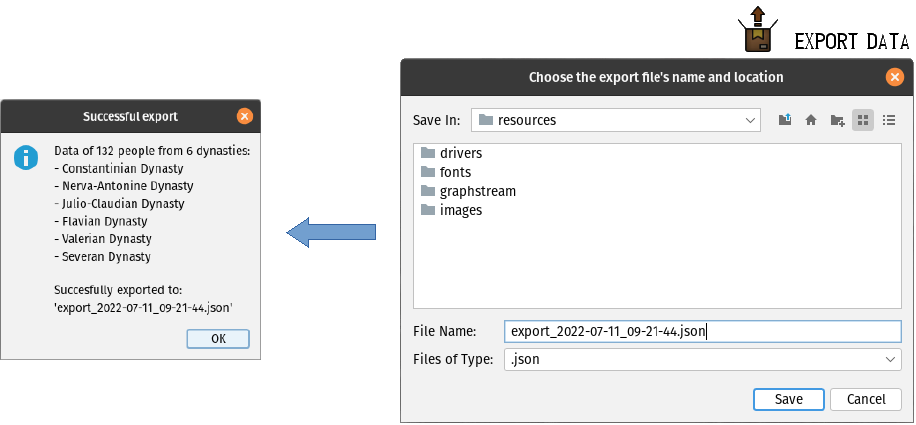 EXPORT DATA
Choose the export file's name and location
Save In: resources
drivers
fonts
graphstream
images
File Name: export_2022-07-11_09-21-44.json
Files of Type: .json
Save Cancel
Successful export
Data of 132 people from 6 dynasties:
- Constantinian Dynasty
- Nerva-Antonine Dynasty
- Julio-Claudian Dynasty
- Flavian Dynasty
- Valerian Dynasty
- Severan Dynasty
Succesfully exported to:
'export_2022-07-11_09-21-44.json'
OK